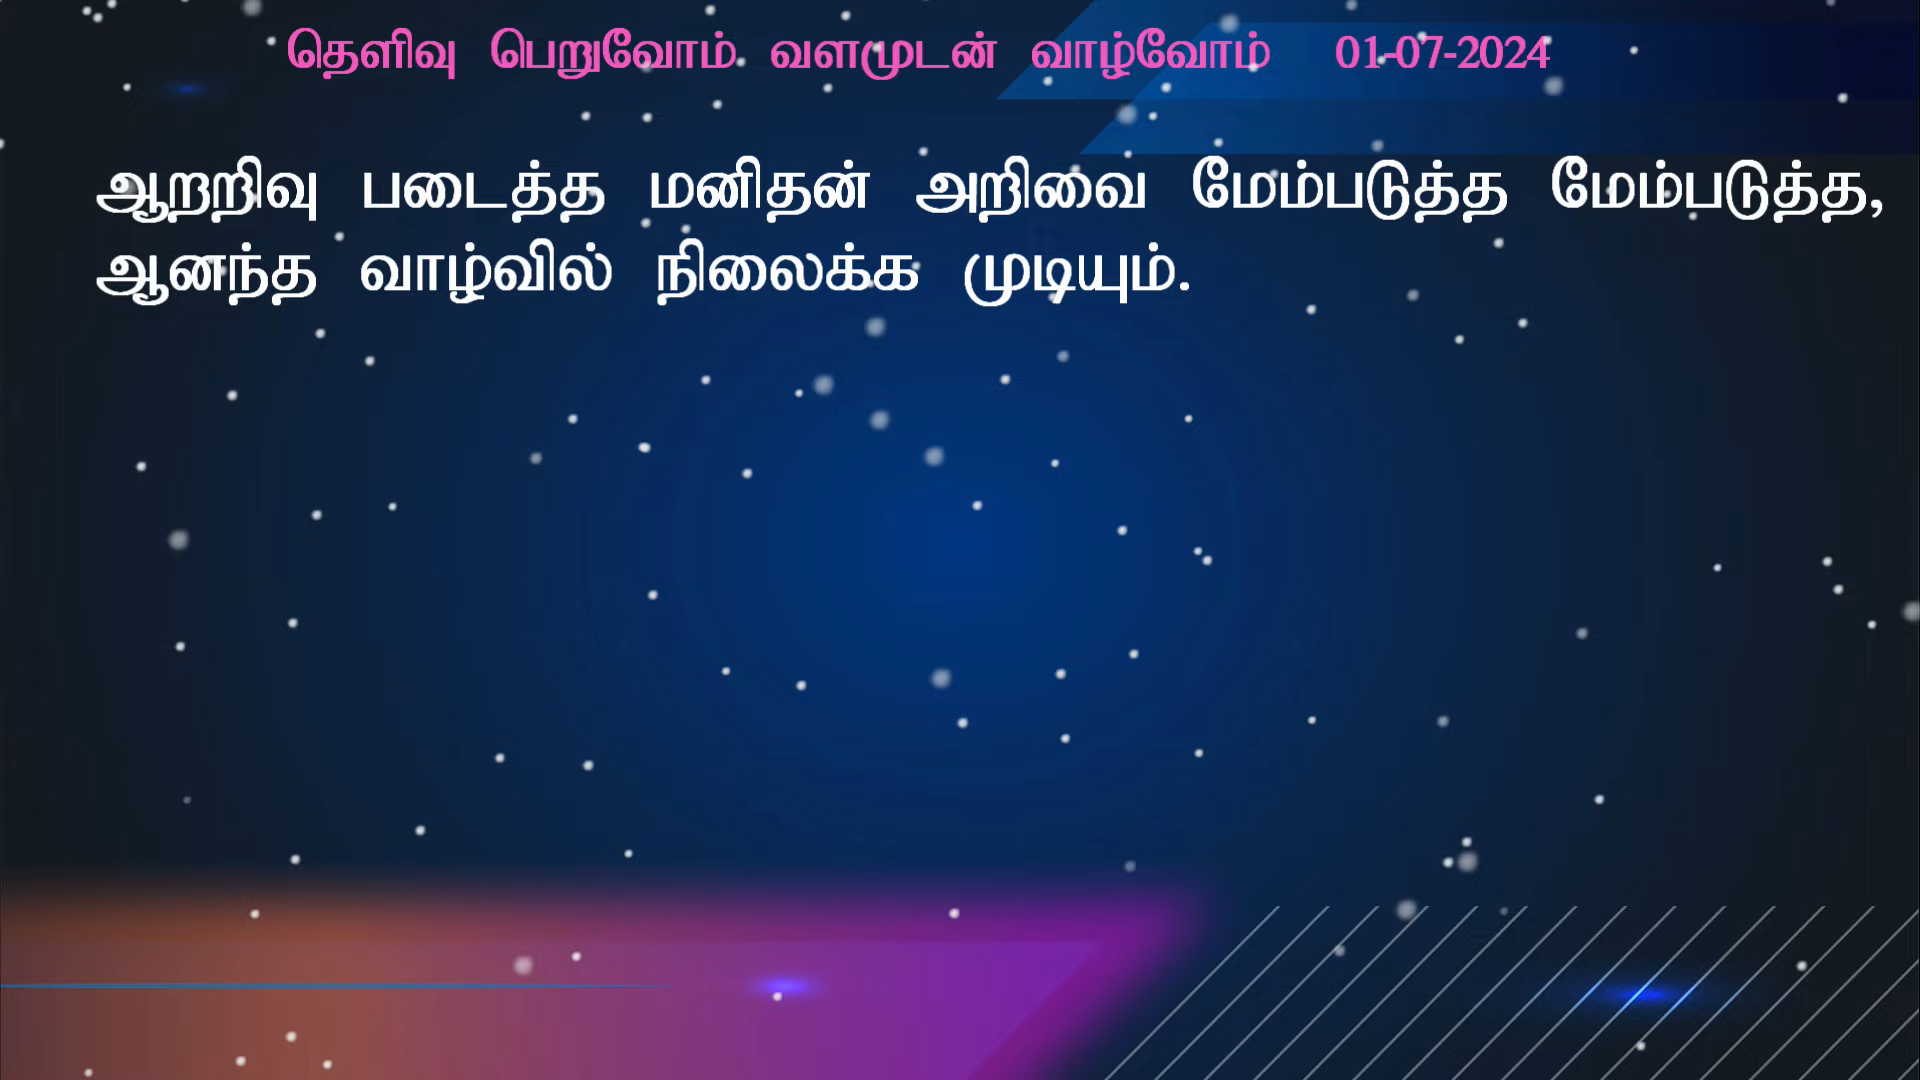 தெளிவு பெறுவோம் வளமுடன் வாழ்வோம் 01-07-2024
ஆறறிவு படைத்த மனிதன் அறிவை மேம்படுத்த மேம்படுத்த,
ஆனந்த வாழ்வில் நிலைக்க முடியும்.